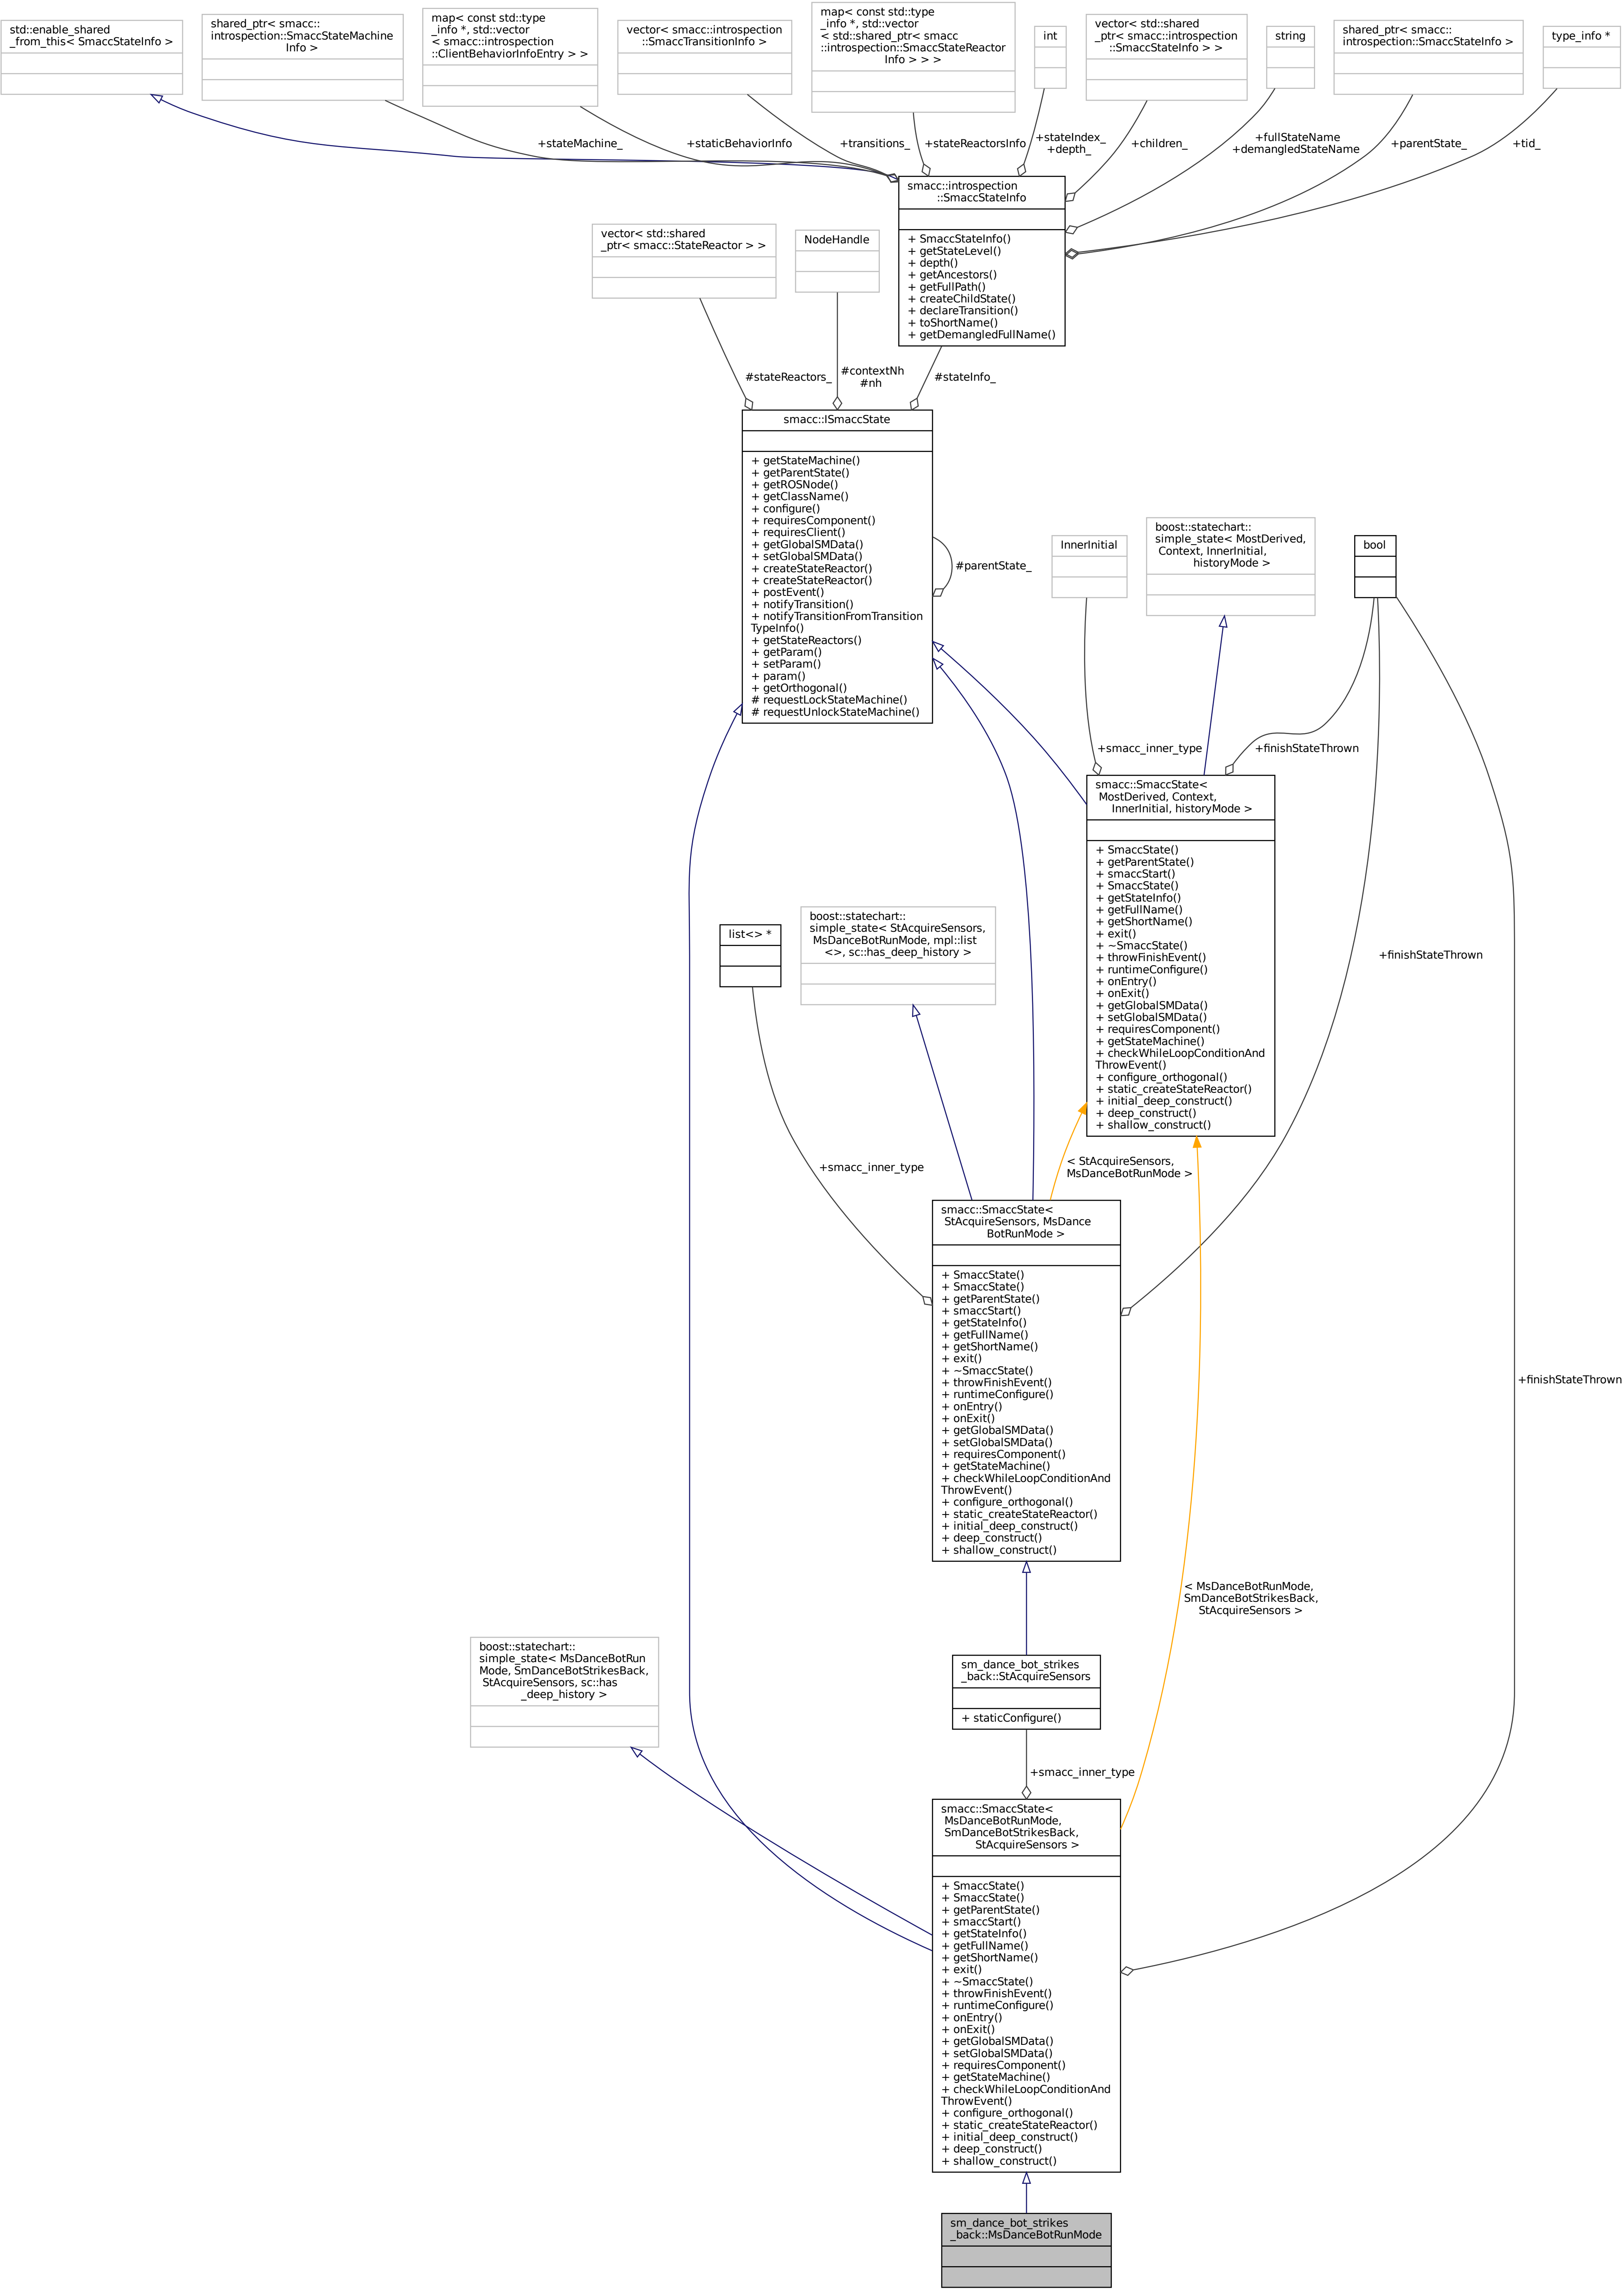 std::enable_shared
_from_this< SmaccStateInfo >
shared_ptr< smacc::
introspection::SmaccStateMachine
Info >
map< const std::type
_info *, std::vector
< smacc::introspection
::ClientBehaviorInfoEntry > >
vector< smacc::introspection
::SmaccTransitionInfo >
map< const std::type
_info *, std::vector
< std::shared_ptr< smacc
::introspection::SmaccStateReactor
Info > > >
int
vector< std::shared
_ptr< smacc::introspection
::SmaccStateInfo > >
string
shared_ptr< smacc::
introspection::SmaccStateInfo >
type_info *
+stateMachine_
+staticBehaviorInfo
+transitions_
+stateReactorsInfo
+stateIndex_
+depth_
+children_
+fullStateName
+demangledStateName
+parentState_
+tid_
smacc::introspection
::SmaccStateInfo
+ SmaccStateInfo()
+ getStateLevel()
+ depth()
+ getAncestors()
+ getFullPath()
+ createChildState()
+ declareTransition()
+ toShortName()
+ getDemangledFullName()
vector< std::shared
_ptr< smacc::StateReactor > >
NodeHandle
#stateReactors_
#contextNh
#nh
#stateInfo_
smacc::ISmaccState
+ getStateMachine()
+ getParentState()
+ getROSNode()
+ getClassName()
+ configure()
+ requiresComponent()
+ requiresClient()
+ getGlobalSMData()
+ setGlobalSMData()
+ createStateReactor()
+ createStateReactor()
+ postEvent()
+ notifyTransition()
+ notifyTransitionFromTransition
TypeInfo()
+ getStateReactors()
+ getParam()
+ setParam()
+ param()
+ getOrthogonal()
# requestLockStateMachine()
# requestUnlockStateMachine()
#parentState_
InnerInitial
boost::statechart::
simple_state< MostDerived,
Context, InnerInitial,
historyMode >
bool
+smacc_inner_type
+finishStateThrown
smacc::SmaccState<
MostDerived, Context,
InnerInitial, historyMode >
+ SmaccState()
+ getParentState()
+ smaccStart()
+ SmaccState()
+ getStateInfo()
+ getFullName()
+ getShortName()
+ exit()
+ ~SmaccState()
+ throwFinishEvent()
+ runtimeConfigure()
+ onEntry()
+ onExit()
+ getGlobalSMData()
+ setGlobalSMData()
+ requiresComponent()
+ getStateMachine()
+ checkWhileLoopConditionAnd
ThrowEvent()
+ configure_orthogonal()
+ static_createStateReactor()
+ initial_deep_construct()
+ deep_construct()
+ shallow_construct()
list<> *
boost::statechart::
simple_state< StAcquireSensors,
MsDanceBotRunMode, mpl::list
<>, sc::has_deep_history >
+finishStateThrown
+smacc_inner_type
< StAcquireSensors,
MsDanceBotRunMode >
smacc::SmaccState<
StAcquireSensors, MsDance
BotRunMode >
+ SmaccState()
+ SmaccState()
+ getParentState()
+ smaccStart()
+ getStateInfo()
+ getFullName()
+ getShortName()
+ exit()
+ ~SmaccState()
+ throwFinishEvent()
+ runtimeConfigure()
+ onEntry()
+ onExit()
+ getGlobalSMData()
+ setGlobalSMData()
+ requiresComponent()
+ getStateMachine()
+ checkWhileLoopConditionAnd
ThrowEvent()
+ configure_orthogonal()
+ static_createStateReactor()
+ initial_deep_construct()
+ deep_construct()
+ shallow_construct()
+finishStateThrown
< MsDanceBotRunMode,
SmDanceBotStrikesBack,
StAcquireSensors >
boost::statechart::
simple_state< MsDanceBotRun
Mode, SmDanceBotStrikesBack,
StAcquireSensors, sc::has
_deep_history >
sm_dance_bot_strikes
_back::StAcquireSensors
+ staticConfigure()
+smacc_inner_type
smacc::SmaccState<
MsDanceBotRunMode,
SmDanceBotStrikesBack,
StAcquireSensors >
+ SmaccState()
+ SmaccState()
+ getParentState()
+ smaccStart()
+ getStateInfo()
+ getFullName()
+ getShortName()
+ exit()
+ ~SmaccState()
+ throwFinishEvent()
+ runtimeConfigure()
+ onEntry()
+ onExit()
+ getGlobalSMData()
+ setGlobalSMData()
+ requiresComponent()
+ getStateMachine()
+ checkWhileLoopConditionAnd
ThrowEvent()
+ configure_orthogonal()
+ static_createStateReactor()
+ initial_deep_construct()
+ deep_construct()
+ shallow_construct()
sm_dance_bot_strikes
_back::MsDanceBotRunMode